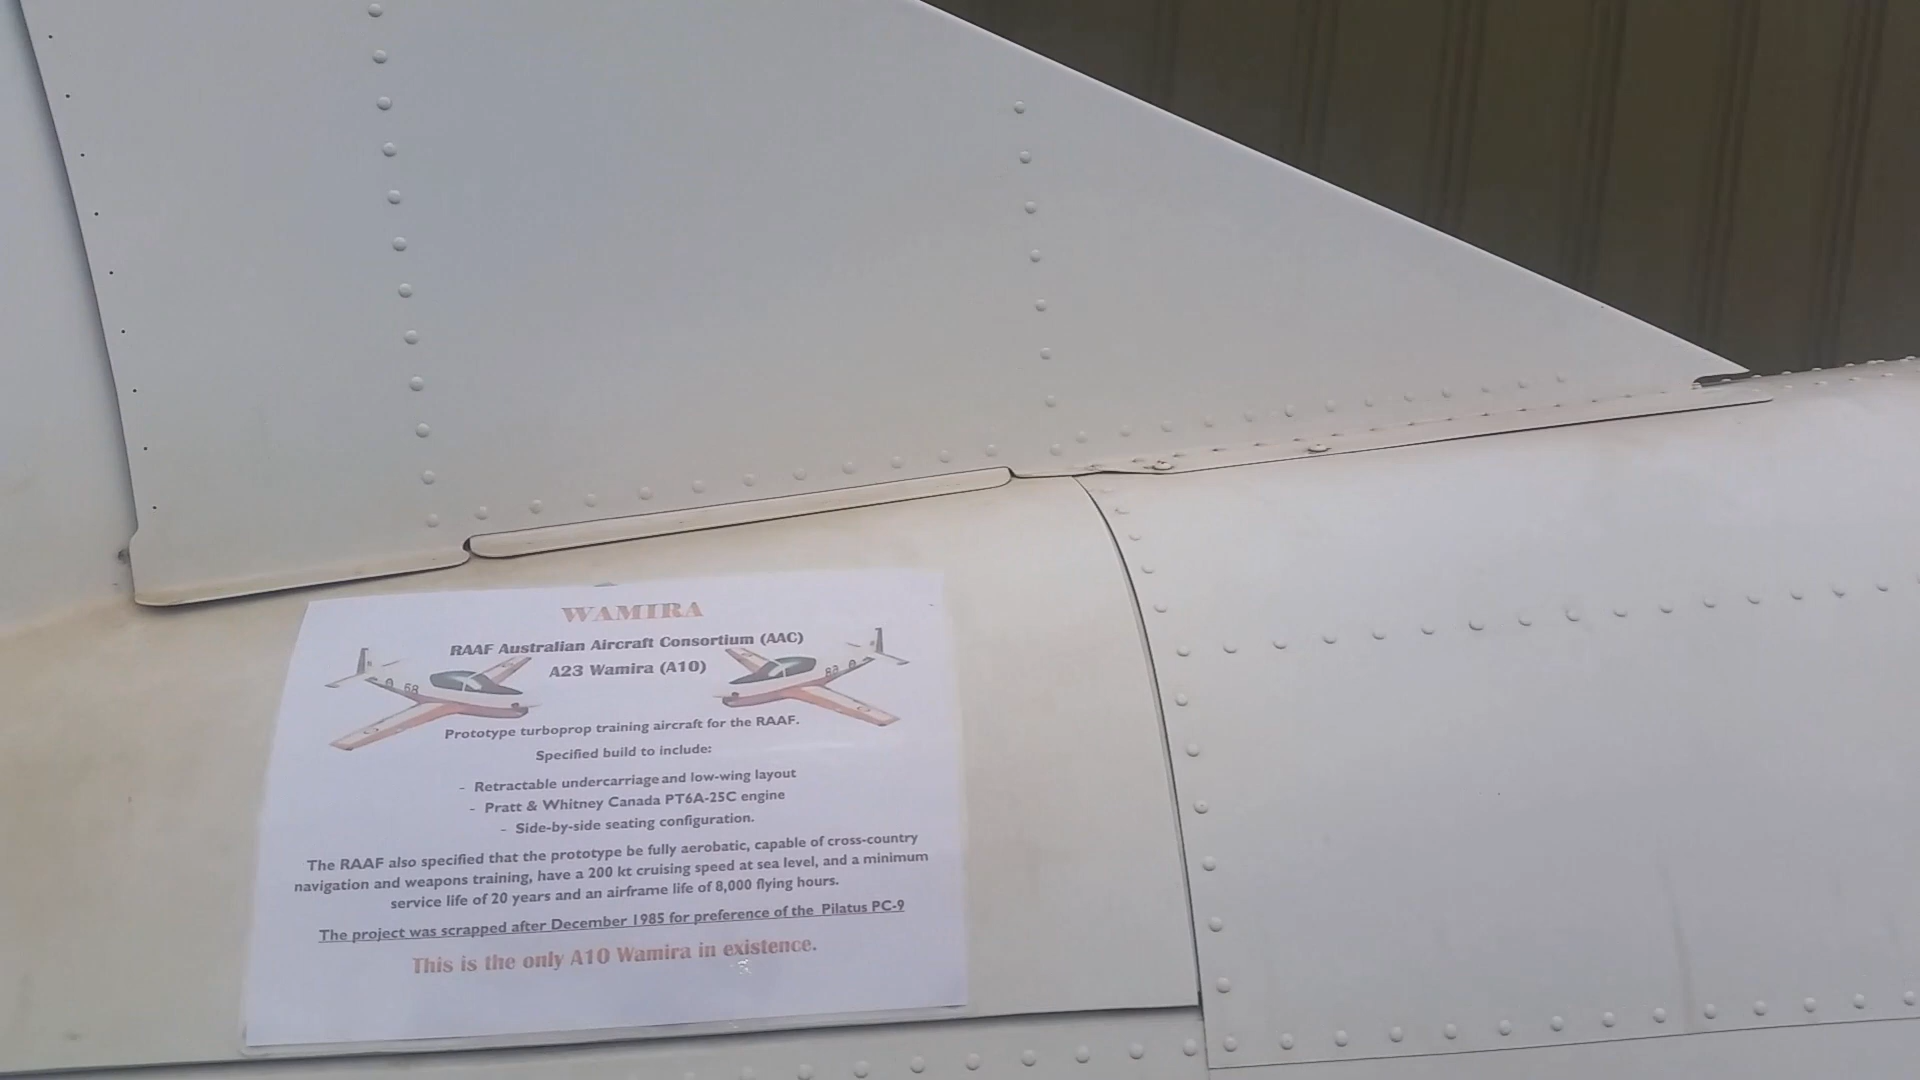 WAMIRA
RAAF Australian Aircraft Consortium (AAC)
A23 Wamira (A10)
Prototype turboprop training aircraft for the RAAF.
Specified build to include:
- Retractable undercarriage and low-wing layout
- Pratt & Whitney Canada PT6A-25C engine
- Side-by-side seating configuration.
The RAAF also specified that the prototype be fully aerobatic, capable of cross-country
navigation and weapons training, have a 200 kt cruising speed at sea level, and a minimum
service life of 20 years and an airframe life of 8,000 flying hours.
The project was scrapped after December 1985 for preference of the Pilatus PC-9
This is the only A10 Wamira in existence.